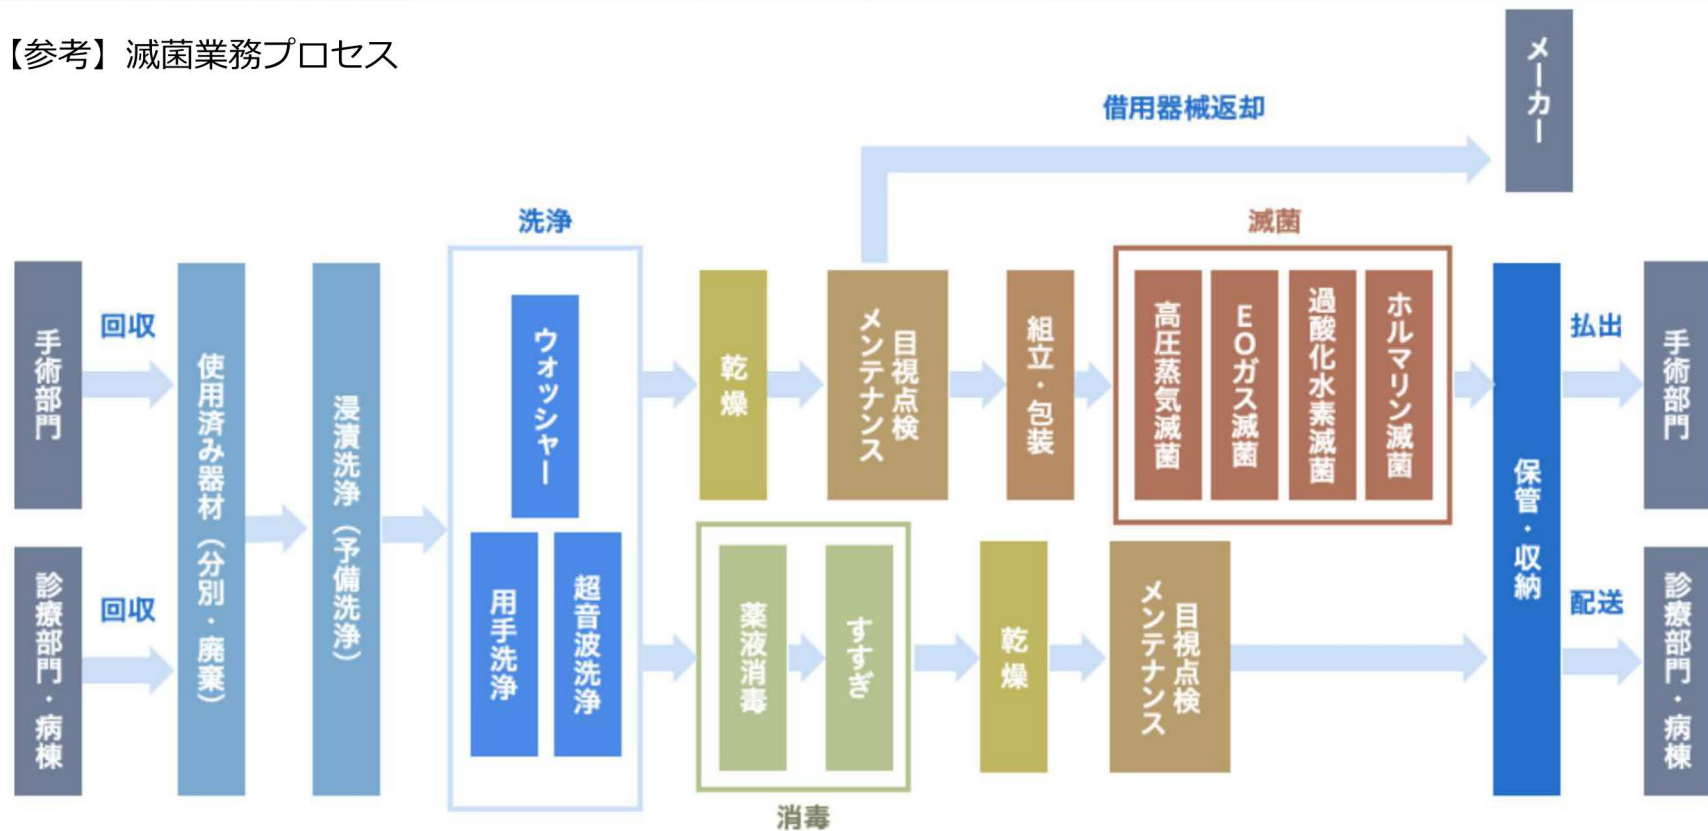 【参考】滅菌業務プロセス
メーカー
借用器械返却
洗浄
滅菌
手術部門
回収
診療部門・病棟
回収
使用済み器材（分別・廃棄）
浸漬洗浄（予備洗浄）
ウォッシャー
用手洗浄
超音波洗浄
乾燥
目視点検
メンテナンス
組立・包装
高圧蒸気滅菌
EOガス滅菌
過酸化水素滅菌
ホルマリン滅菌
薬液消毒
すすぎ
消毒
乾燥
目視点検
メンテナンス
保管・収納
払出
手術部門
配送
診療部門・病棟